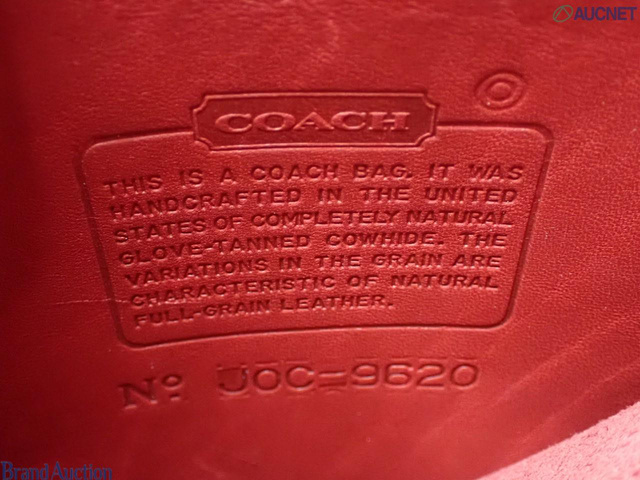 AUCNET
COACH
THIS IS A COACH BAG. IT WAS
HANDCRAFTED IN THE UNITED
STATES OF COMPLETELY NATURAL
GLOVE-TANNED COWHIDE. THE
VARIATIONS IN THE GRAIN ARE
CHARACTERISTIC OF NATURAL
FULL-GRAIN LEATHER.
No: JOC-9620
Brand Auction